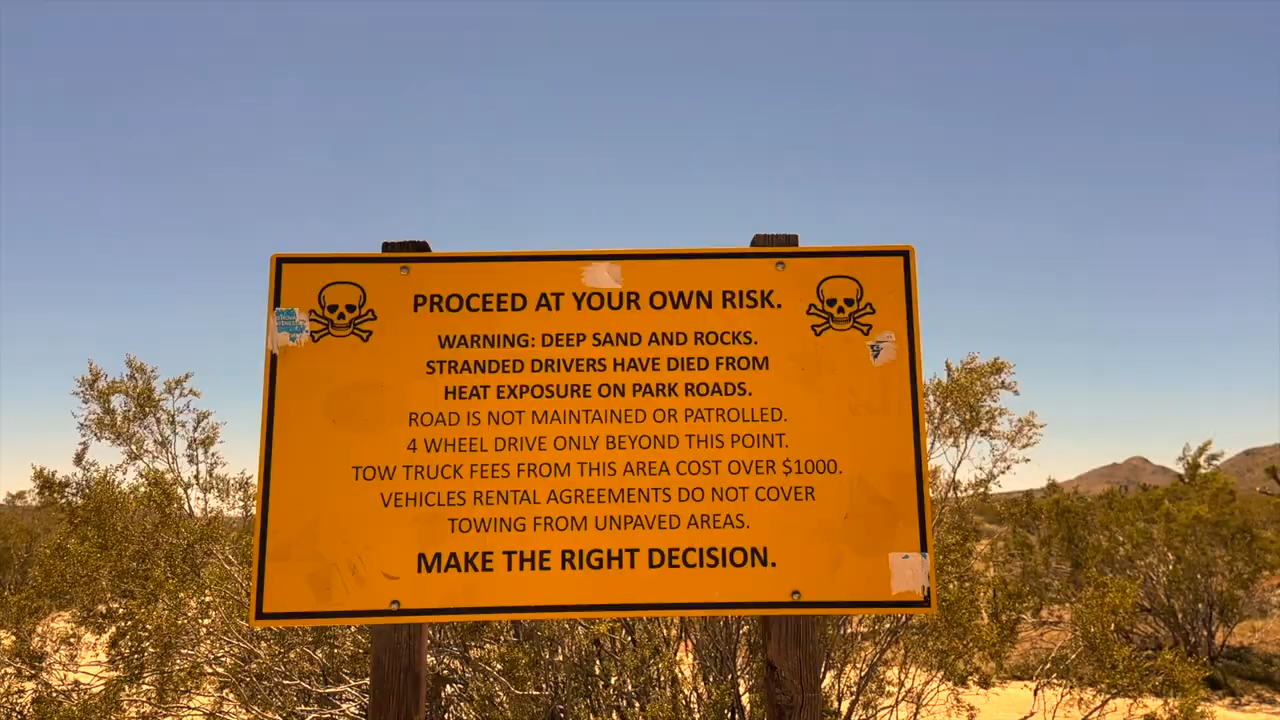 PROCEED AT YOUR OWN RISK.
WARNING: DEEP SAND AND ROCKS.
STRANDED DRIVERS HAVE DIED FROM
HEAT EXPOSURE ON PARK ROADS.
ROAD IS NOT MAINTAINED OR PATROLLED.
4 WHEEL DRIVE ONLY BEYOND THIS POINT.
TOW TRUCK FEES FROM THIS AREA COST OVER $1000.
VEHICLES RENTAL AGREEMENTS DO NOT COVER
TOWING FROM UNPAVED AREAS.
MAKE THE RIGHT DECISION.